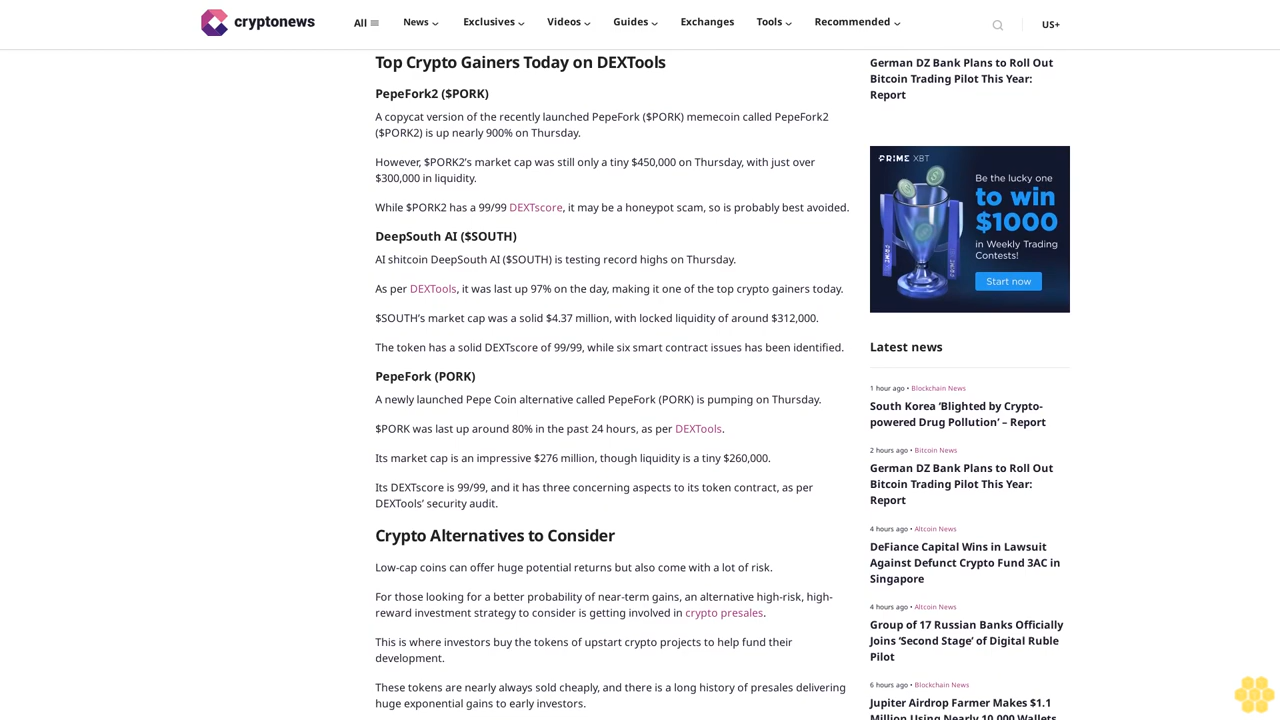 cryptonews
All
News
Exclusives
Videos
Guides
Exchanges
Tools
Recommended
US+
Top Crypto Gainers Today on DEXTools
PepeFork2 ($PORK)
A copycat version of the recently launched PepeFork ($PORK) memecoin called PepeFork2
($PORK2) is up nearly 900% on Thursday.
However, $PORK2’s market cap was still only a tiny $450,000 on Thursday, with just over
$300,000 in liquidity.
While $PORK2 has a 99/99 DEXTscore, it may be a honeypot scam, so is probably best avoided.
DeepSouth AI ($SOUTH)
AI shitcoin DeepSouth AI ($SOUTH) is testing record highs on Thursday.
As per DEXTools, it was last up 97% on the day, making it one of the top crypto gainers today.
$SOUTH’s market cap was a solid $4.37 million, with locked liquidity of around $312,000.
The token has a solid DEXTscore of 99/99, while six smart contract issues has been identified.
PepeFork (PORK)
A newly launched Pepe Coin alternative called PepeFork (PORK) is pumping on Thursday.
$PORK was last up around 80% in the past 24 hours, as per DEXTools.
Its market cap is an impressive $276 million, though liquidity is a tiny $260,000.
Its DEXTscore is 99/99, and it has three concerning aspects to its token contract, as per
DEXTools’ security audit.
Crypto Alternatives to Consider
Low-cap coins can offer huge potential returns but also come with a lot of risk.
For those looking for a better probability of near-term gains, an alternative high-risk, high-
reward investment strategy to consider is getting involved in crypto presales.
This is where investors buy the tokens of upstart crypto projects to help fund their
development.
These tokens are nearly always sold cheaply, and there is a long history of presales delivering
huge exponential gains to early investors.
German DZ Bank Plans to Roll Out
Bitcoin Trading Pilot This Year:
Report
PRIME XBT
Be the lucky one
to win
$1000
in Weekly Trading
Contests!
Start now
Latest news
1 hour ago • Blockchain News
South Korea ‘Blighted by Crypto-
powered Drug Pollution’ – Report
2 hours ago • Bitcoin News
German DZ Bank Plans to Roll Out
Bitcoin Trading Pilot This Year:
Report
4 hours ago • Altcoin News
DeFiance Capital Wins in Lawsuit
Against Defunct Crypto Fund 3AC in
Singapore
4 hours ago • Altcoin News
Group of 17 Russian Banks Officially
Joins ‘Second Stage’ of Digital Ruble
Pilot
6 hours ago • Blockchain News
Jupiter Airdrop Farmer Makes $1.1
Million Using Nearly 10,000 Wallets